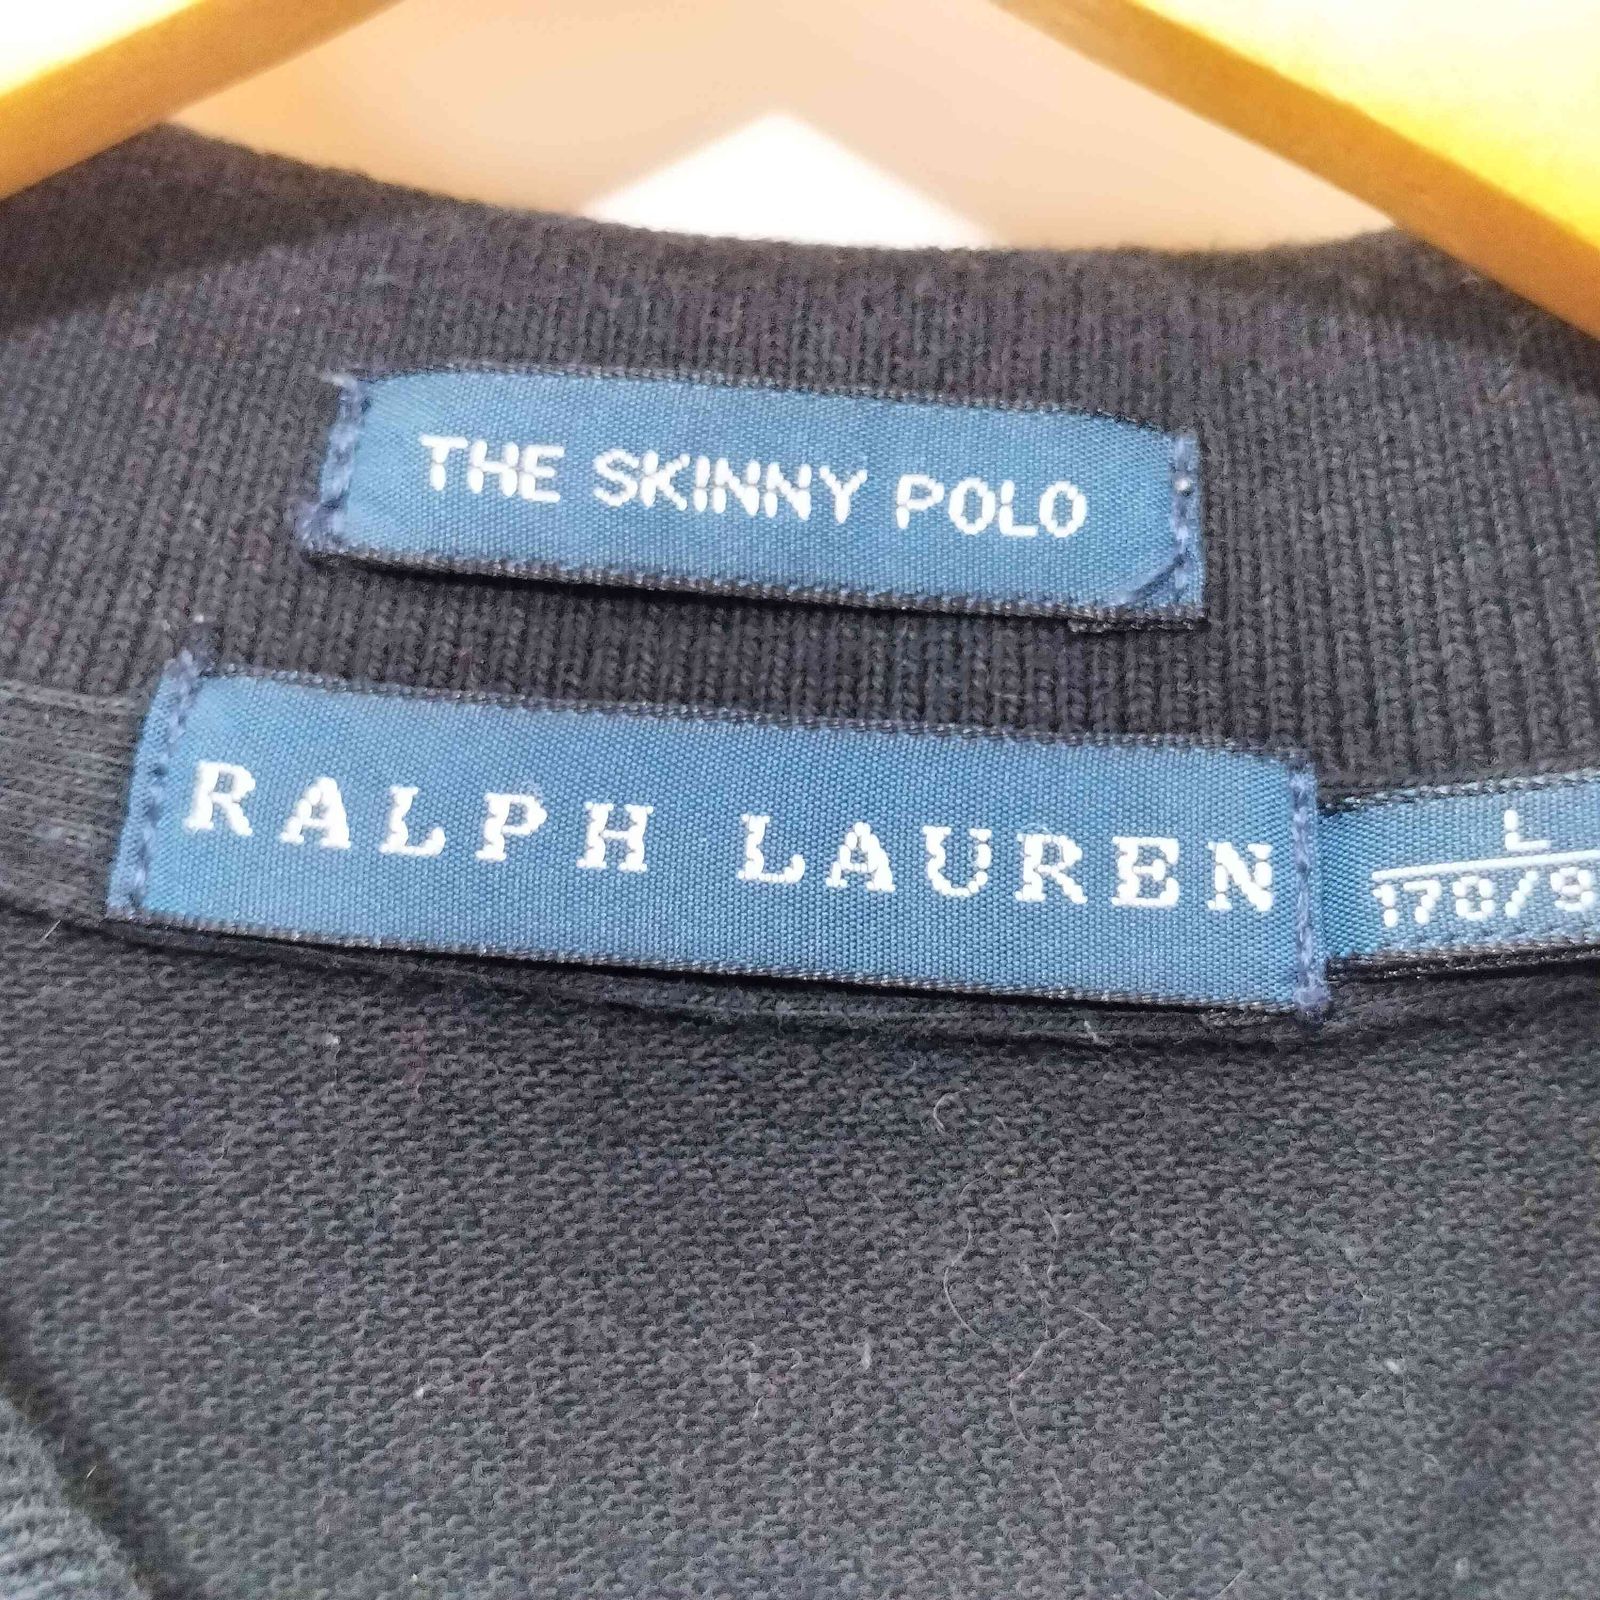 THE SKINNY POLO
RALPH LAUREN
L